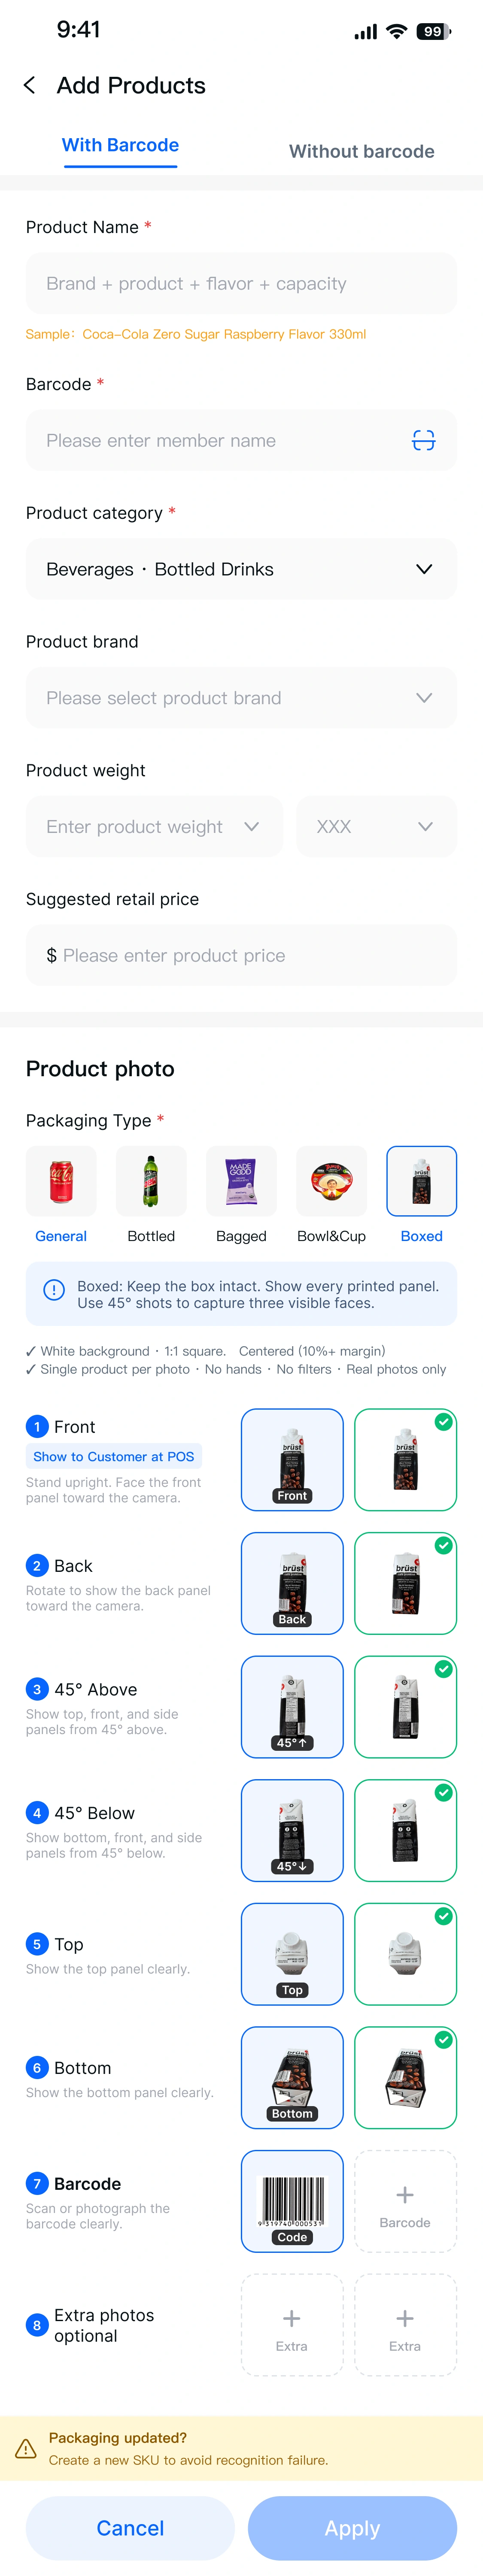 9:41
99
Add Products
With Barcode
Without barcode
Product Name *
Brand + product + flavor + capacity
Sample: Coca-Cola Zero Sugar Raspberry Flavor 330ml
Barcode *
Please enter member name
Product category *
Beverages · Bottled Drinks
Product brand
Please select product brand
Product weight
Enter product weight
XXX
Suggested retail price
$ Please enter product price
Product photo
Packaging Type *
MADE
GOOD
General
Bottled
Bagged
Bowl&Cup
Boxed
Boxed: Keep the box intact. Show every printed panel.
Use 45° shots to capture three visible faces.
✓ White background · 1:1 square. Centered (10%+ margin)
✓ Single product per photo · No hands · No filters · Real photos only
1 Front
Show to Customer at POS
Stand upright. Face the front
panel toward the camera.
brüst
Front
brüst
2 Back
Rotate to show the back panel
toward the camera.
brüst
Back
brüst
3 45° Above
Show top, front, and side
panels from 45° above.
45°↑
4 45° Below
Show bottom, front, and side
panels from 45° below.
45°↓
5 Top
Show the top panel clearly.
Top
6 Bottom
Show the bottom panel clearly.
Bottom
7 Barcode
Scan or photograph the
barcode clearly.
9 319740 000531
Code
+
Barcode
8 Extra photos
optional
+
Extra
+
Extra
Packaging updated?
Create a new SKU to avoid recognition failure.
Cancel
Apply